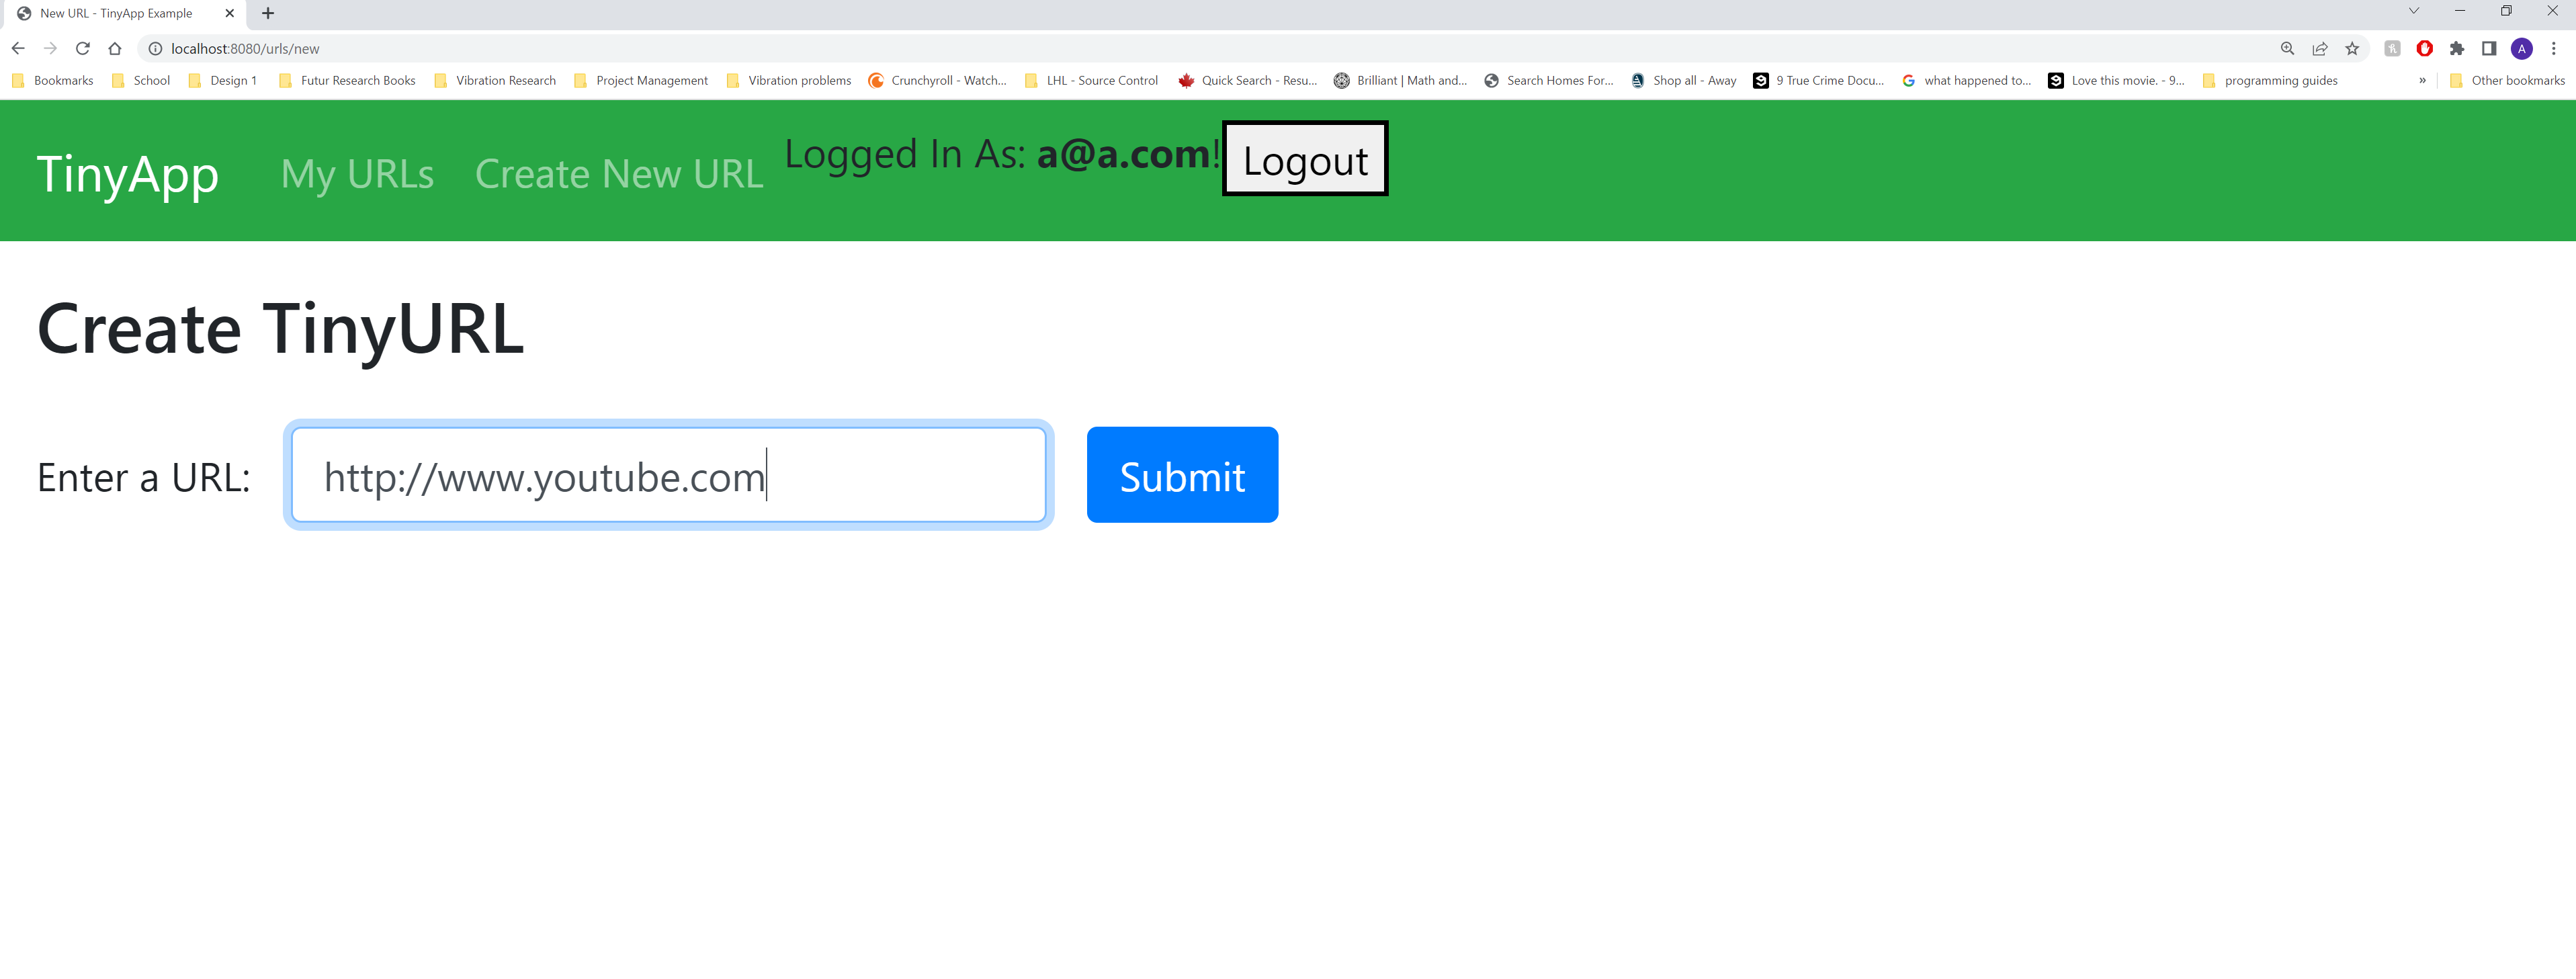 New URL - TinyApp Example
localhost:8080/urls/new
Bookmarks School Design 1 Futur Research Books Vibration Research Project Management Vibration problems Crunchyroll - Watch... LHL - Source Control Quick Search - Resu... Brilliant | Math and... Search Homes For... Shop all - Away 9 True Crime Docu... what happened to... Love this movie. - 9... programming guides » Other bookmarks
A
TinyApp My URLs Create New URL Logged In As: a@a.com! Logout
Create TinyURL
Enter a URL: http://www.youtube.com Submit